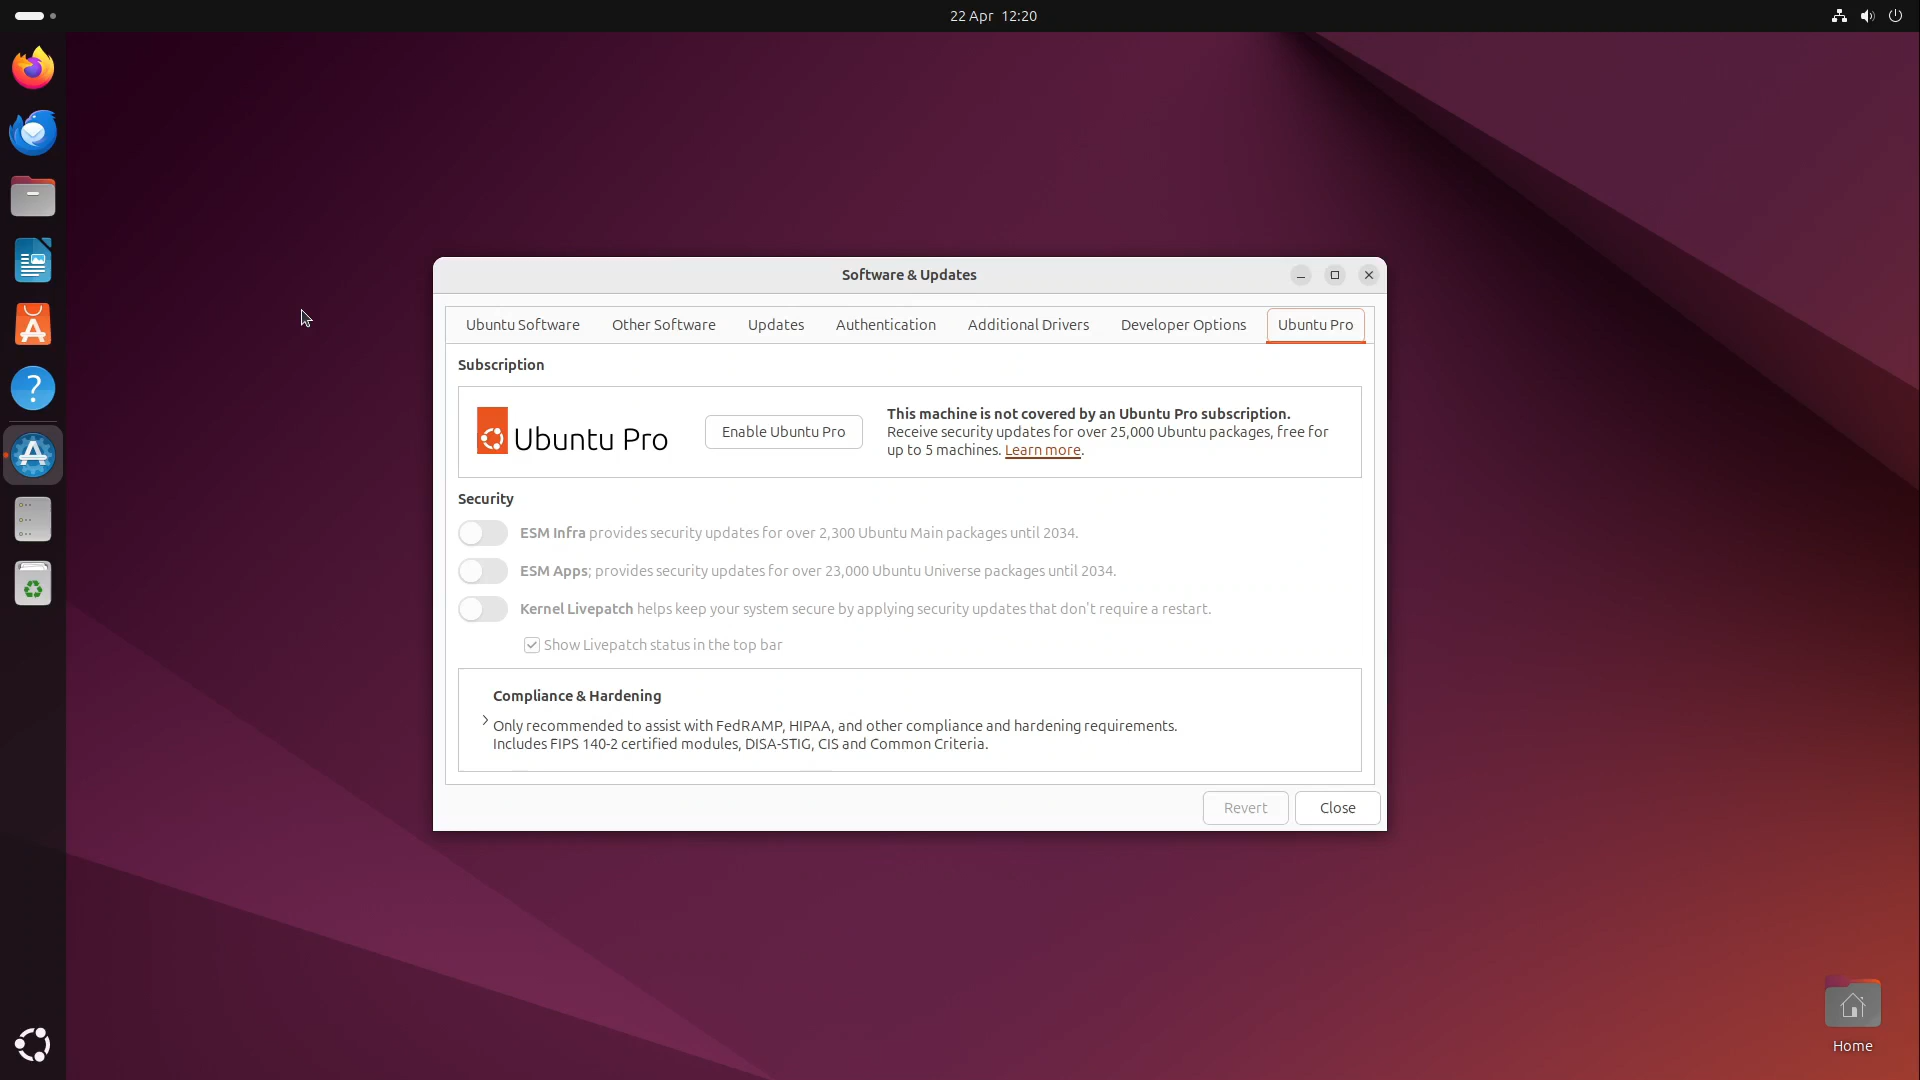 22 Apr 12:20
Software & Updates
Ubuntu Software Other Software Updates Authentication Additional Drivers Developer Options Ubuntu Pro
Subscription
Ubuntu Pro
Enable Ubuntu Pro
This machine is not covered by an Ubuntu Pro subscription.
Receive security updates for over 25,000 Ubuntu packages, free for
up to 5 machines. Learn more.
Security
ESM Infra provides security updates for over 2,300 Ubuntu Main packages until 2034.
ESM Apps; provides security updates for over 23,000 Ubuntu Universe packages until 2034.
Kernel Livepatch helps keep your system secure by applying security updates that don't require a restart.
Show Livepatch status in the top bar
Compliance & Hardening
Only recommended to assist with FedRAMP, HIPAA, and other compliance and hardening requirements.
Includes FIPS 140-2 certified modules, DISA-STIG, CIS and Common Criteria.
Revert Close
Home